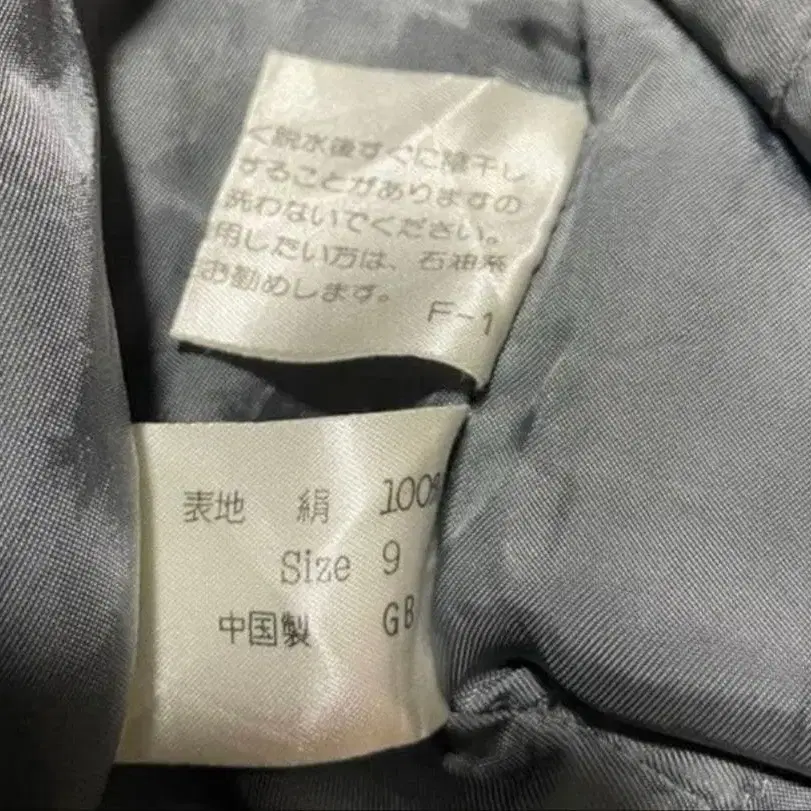 く脱水後すぐに陰干し
することがありますの
洗わないでください。
用したい方は、石油系
お勧めします。
F-1
表地 絹 100%
Size 9
中国製 GB